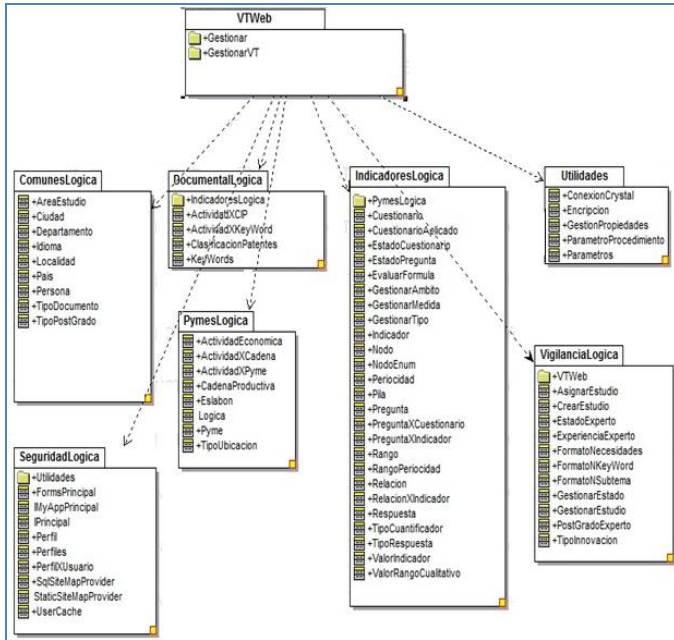 VTWeb
+Gestionar
+GestionarVT
ComunesLogica
+AreaEstudio
+Ciudad
+Departamento
+Idioma
+Localidad
+Pais
+Persona
+TipoDocumento
+TipoPostGrado
DocumentalLogica
+IndicadoresLogica
+ActividatIXCIP
+ActividadXKeyWord
+ClasificacionPatentes
+KeyWords
IndicadoresLogica
+PymesLogica
+Cuestionario
+CuestionarioAplicado
+EstadoCuestionario
+EstadoPregunta
+EvaluarFormula
+GestionarAmbito
+GestionarMedida
+GestionarTipo
+Indicador
+Nodo
+NodoEnum
+Periocidad
+Pila
+Pregunta
+PreguntaXCuestionario
+PreguntaXIndicador
+Rango
+RangoPeriocidad
+Relacion
+RelacionXIndicador
+Respuesta
+TipoCuantificador
+TipoRespuesta
+ValorIndicador
+ValorRangoCualitativo
Utilidades
+ConexionCrystal
+Encripcion
+GestionPropiedades
+ParametroProcedimiento
+Parametros
PymesLogica
+ActividadEconomica
+ActividadXCadena
+ActividadXPyme
+CadenaProductiva
+Eslabon
Logica
+Pyme
+TipoUbicacion
VigilanciaLogica
+VTWeb
+AsignarEstudio
+CrearEstudio
+EstadoExperto
+ExperienciaExperto
+FormatoNecesidades
+FormatoNKeyWord
+FormatoNSubtema
+GestionarEstado
+GestionarEstudio
+PostGradoExperto
+TipoInnovacion
SeguridadLogica
+Utilidades
+FormsPrincipal
IMyAppPrincipal
IPrincipal
+Perfil
+Perfiles
+PerfilXUsuario
+SqlSiteMapProvider
StaticSiteMapProvider
+UserCache